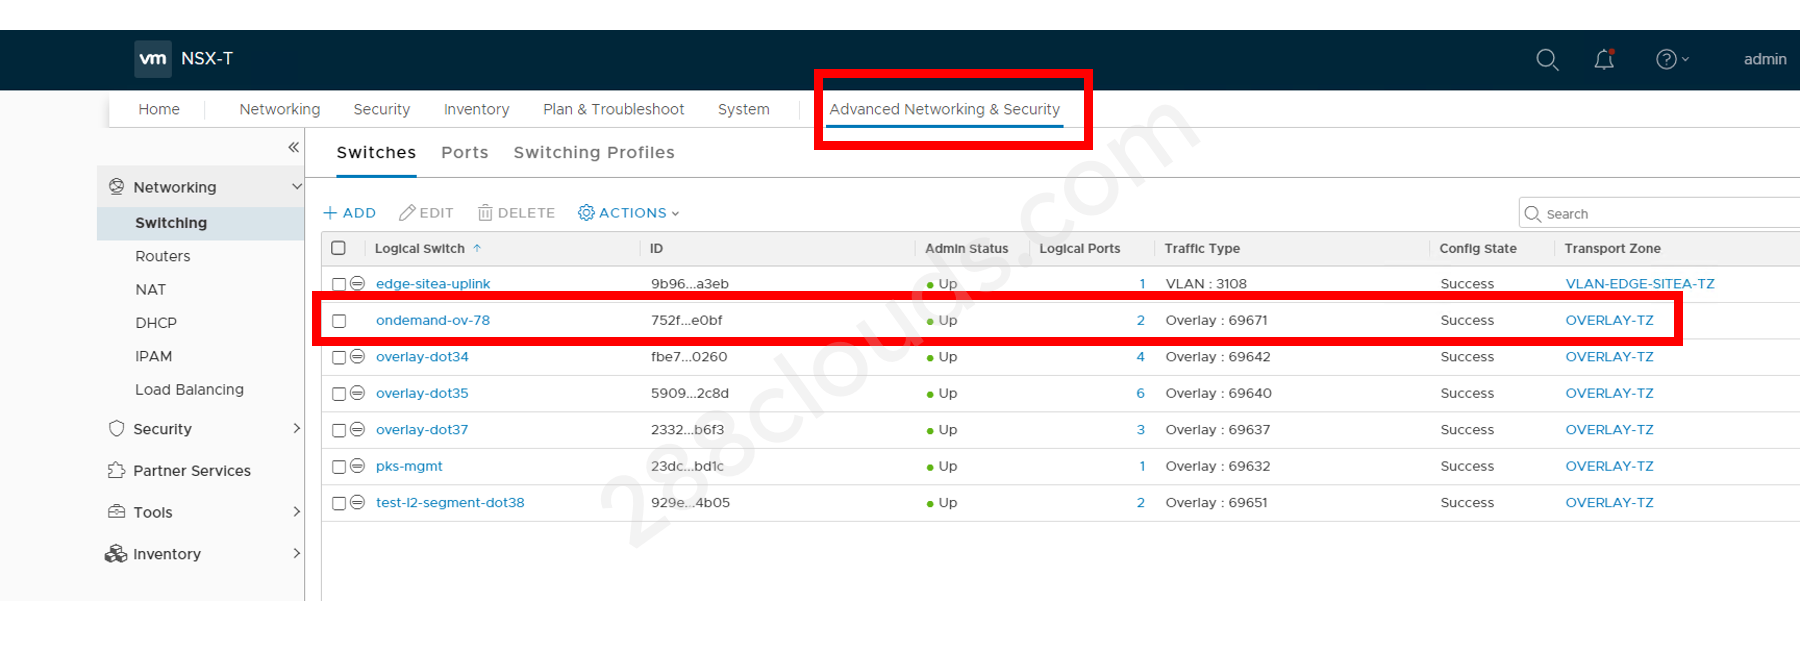 vm NSX-T admin
Home Networking Security Inventory Plan & Troubleshoot System Advanced Networking & Security
Switches Ports Switching Profiles
Networking
Switching
Routers
NAT
DHCP
IPAM
Load Balancing
Security
Partner Services
Tools
Inventory
+ ADD EDIT DELETE ACTIONS Search
Logical Switch ID Admin Status Logical Ports Traffic Type Config State Transport Zone
edge-sitea-uplink 9b96...a3eb Up 1 VLAN : 3108 Success VLAN-EDGE-SITEA-TZ
ondemand-ov-78 752f...e0bf Up 2 Overlay : 69671 Success OVERLAY-TZ
overlay-dot34 fbe7...0260 Up 4 Overlay : 69642 Success OVERLAY-TZ
overlay-dot35 5909...2c8d Up 6 Overlay : 69640 Success OVERLAY-TZ
overlay-dot37 2332...b6f3 Up 3 Overlay : 69637 Success OVERLAY-TZ
pks-mgmt 23dc...bd1c Up 1 Overlay : 69632 Success OVERLAY-TZ
test-l2-segment-dot38 929e...4b05 Up 2 Overlay : 69651 Success OVERLAY-TZ
288clouds.com